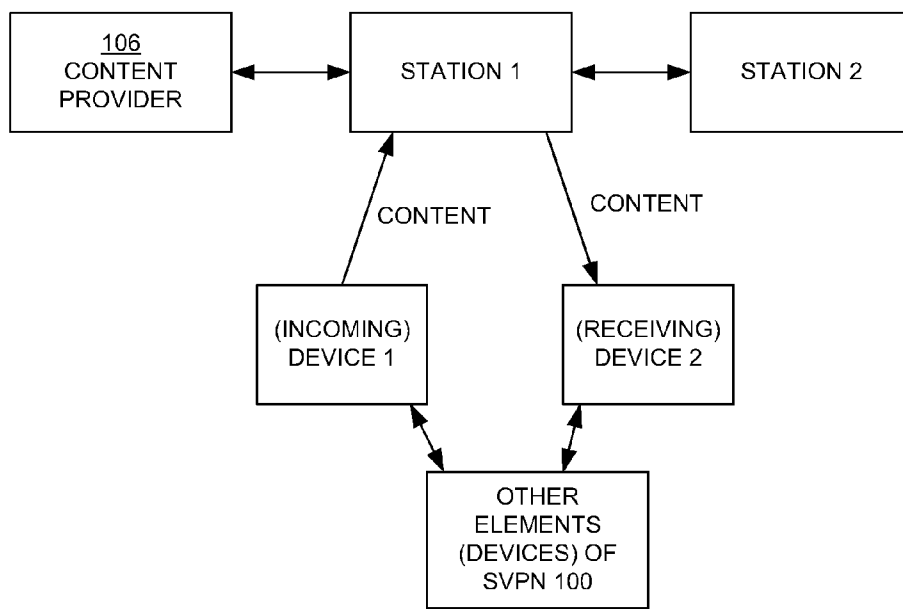 106
CONTENT
PROVIDER
STATION 1
STATION 2
CONTENT
CONTENT
(INCOMING)
DEVICE 1
(RECEIVING)
DEVICE 2
OTHER
ELEMENTS
(DEVICES) OF
SVPN 100